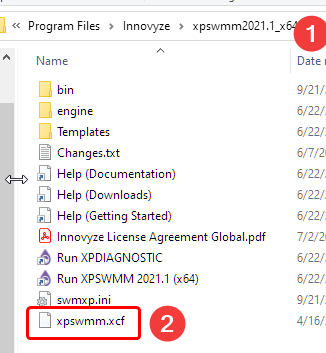 Program Files > Innovyze > xpswmm2021.1_x64
1
Name
Date
bin
9/21/
engine
6/22/
Templates
6/22/
Changes.txt
6/7/2
Help (Documentation)
6/22/
Help (Downloads)
6/22/
Help (Getting Started)
6/22/
Innovyze License Agreement Global.pdf
7/2/2
Run XPDIAGNOSTIC
6/22/
Run XPSWMM 2021.1 (x64)
6/22/
swmxp.ini
9/21/
xpswmm.xcf
2
4/16/